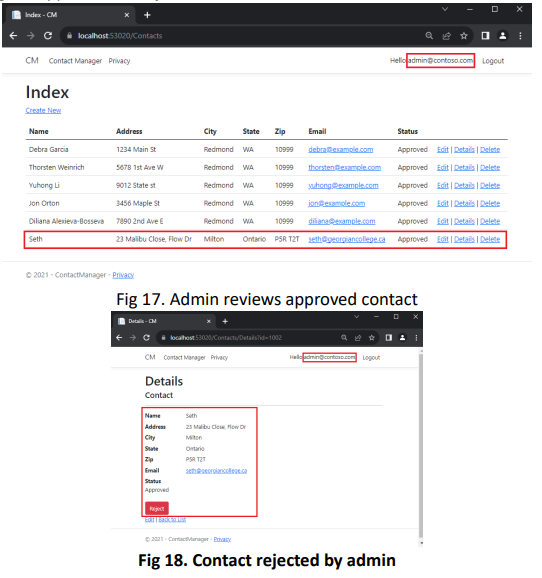 Index - CM
localhost:53020/Contacts
CM Contact Manager Privacy Hello admin@contoso.com Logout
Index
Create New
Name Address City State Zip Email Status
Debra Garcia 1234 Main St Redmond WA 10999 debra@example.com Approved Edit | Details | Delete
Thorsten Weinrich 5678 1st Ave W Redmond WA 10999 thorsten@example.com Approved Edit | Details | Delete
Yuhong Li 9012 State st Redmond WA 10999 yuhong@example.com Approved Edit | Details | Delete
Jon Orton 3456 Maple St Redmond WA 10999 jon@example.com Approved Edit | Details | Delete
Diliana Alexieva-Bosseva 7890 2nd Ave E Redmond WA 10999 diliana@example.com Approved Edit | Details | Delete
Seth 23 Malibu Close, Flow Dr Milton Ontario P5R T2T seth@georgiancollege.ca Approved Edit | Details | Delete
© 2021 - ContactManager - Privacy
Fig 17. Admin reviews approved contact
Details - CM
localhost:53020/Contacts/Details?id=1002
CM Contact Manager Privacy Hello admin@contoso.com Logout
Details
Contact
Name Seth
Address 23 Malibu Close, Flow Dr
City Milton
State Ontario
Zip P5R T2T
Email seth@georgiancollege.ca
Status
Approved
Reject
Edit | Back to List
© 2021 - ContactManager - Privacy
Fig 18. Contact rejected by admin